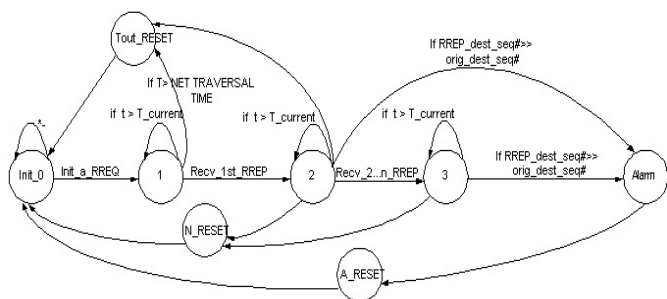 Tout_RESET
If RREP_dest_seq#>>
orig_dest_seq#
If T> NET TRAVERSAL
TIME
if t > T_current
if t > T_current
if t > T_current
*-
If RREP_dest_seq#>>
orig_dest_seq#
Init_0
Init_a_RREQ
1
Recv_1st_RREP
2
Recv_2...n_RREP
3
Alarm
N_RESET
A_RESET